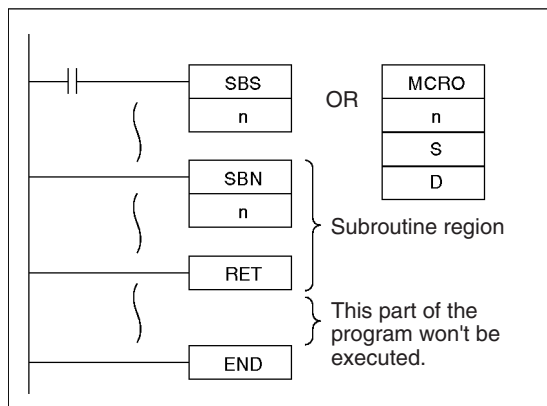 SBS
n
OR
MCRO
n
S
D
SBN
n
Subroutine region
RET
This part of the
program won't be
executed.
END